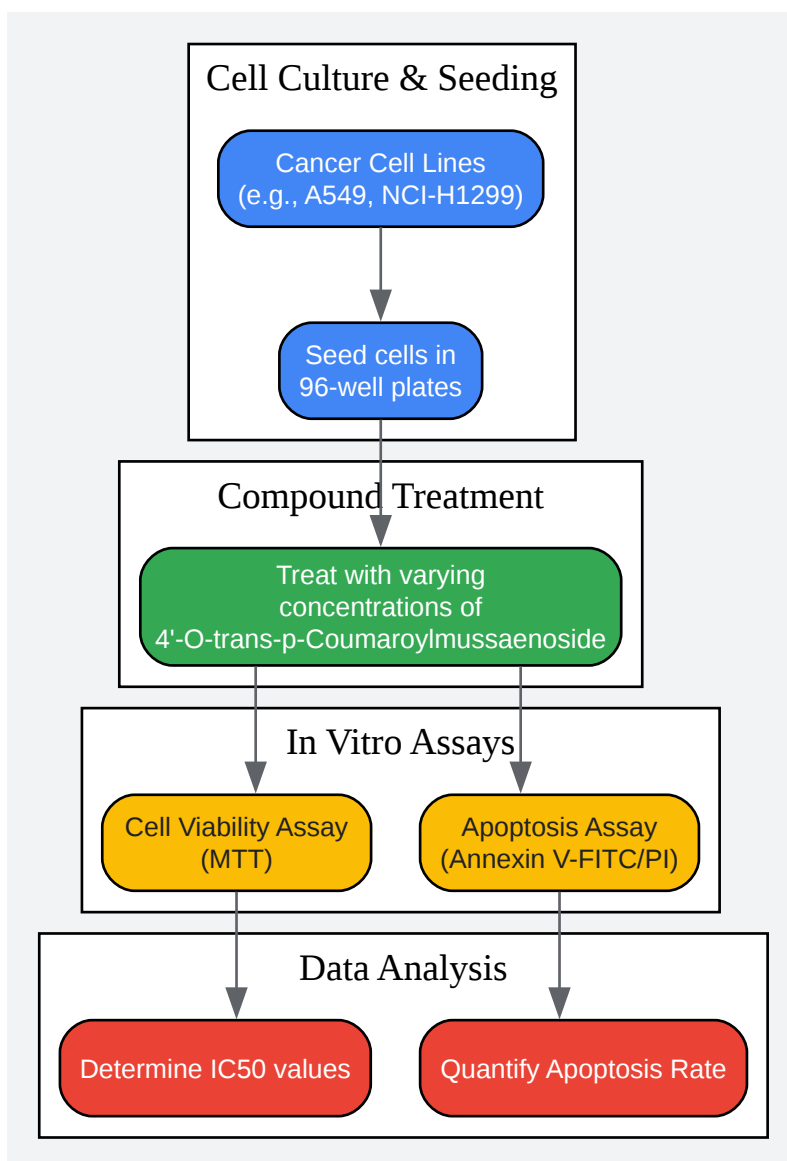 Cell Culture & Seeding
Cancer Cell Lines
(e.g., A549, NCI-H1299)
Seed cells in
96-well plates
Compound Treatment
Treat with varying
concentrations of
4'-O-trans-p-Coumaroylmussaenoside
In Vitro Assays
Cell Viability Assay
(MTT)
Apoptosis Assay
(Annexin V-FITC/PI)
Data Analysis
Determine IC50 values
Quantify Apoptosis Rate